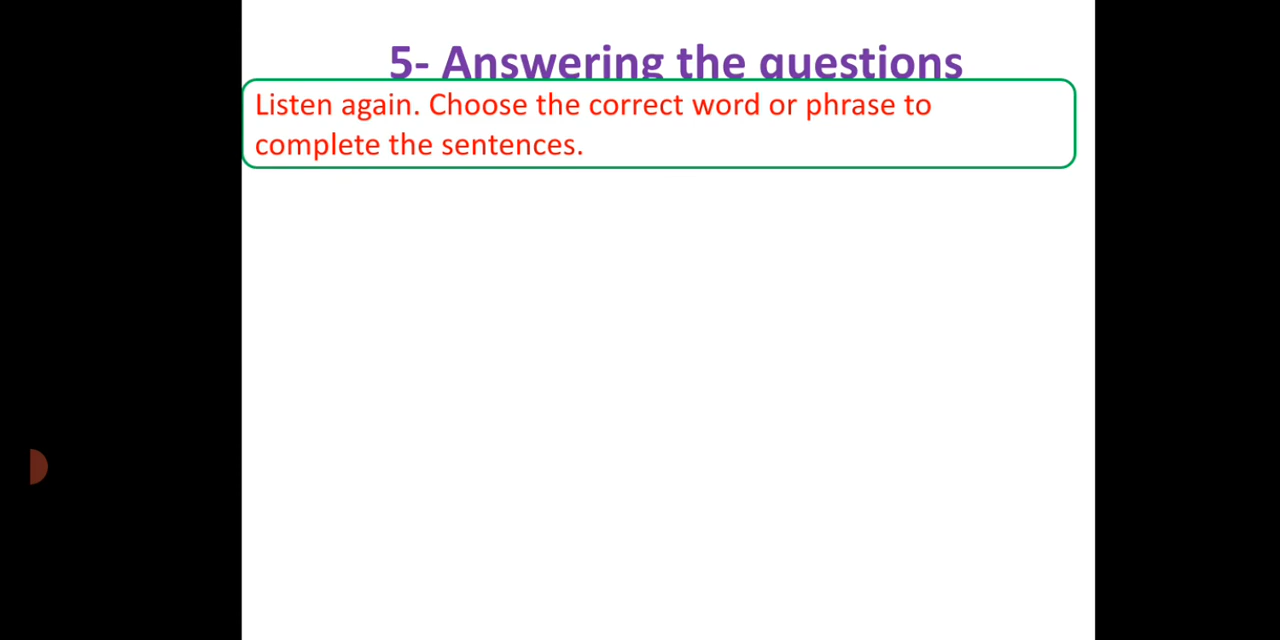 5- Answering the questions
Listen again. Choose the correct word or phrase to
complete the sentences.